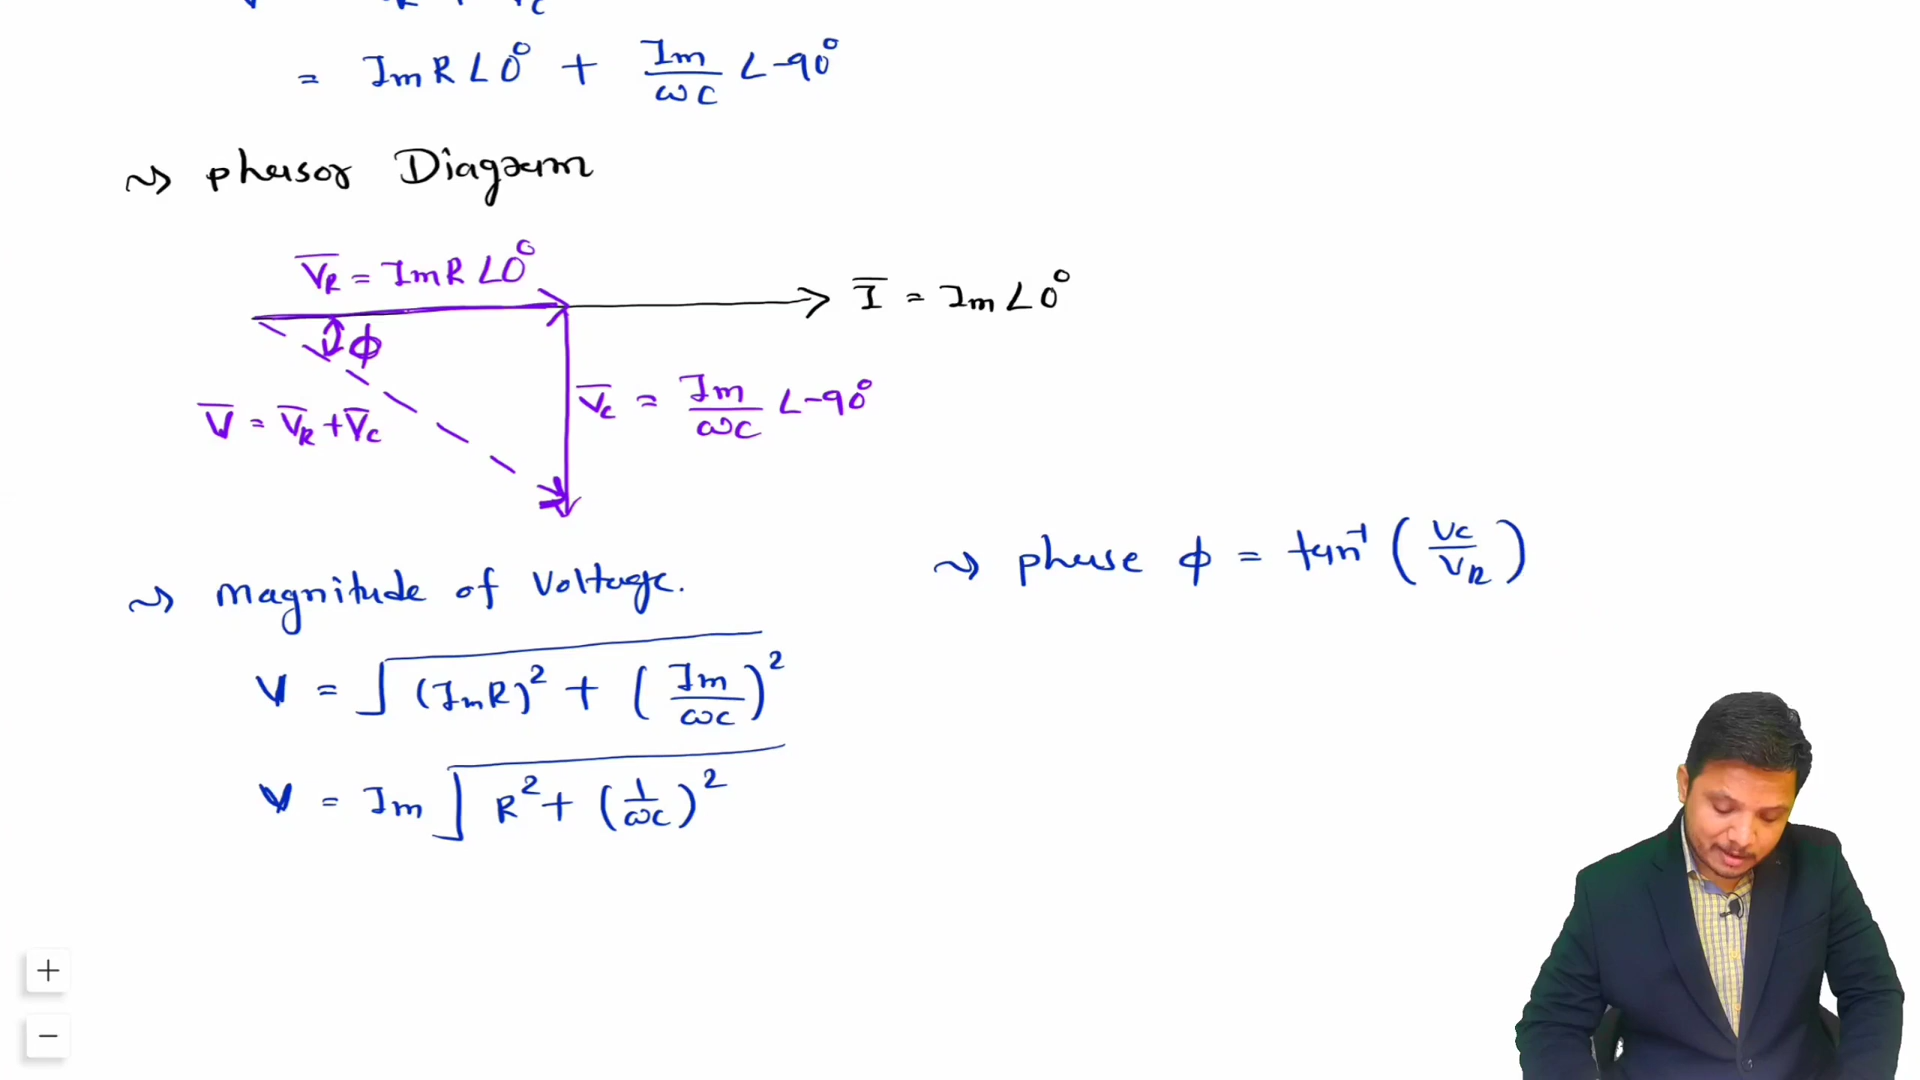 = ImR∠0° + Im/ωC ∠-90°
~> phasor Diagram
V̅R = ImR∠0°
I̅ = Im∠0°
ϕ
V̅c = Im/ωC ∠-90°
V̅ = V̅R + V̅c
~> phase ϕ = tan⁻¹ (Vc/VR)
~> magnitude of Voltage.
V = √((ImR)² + (Im/ωC)²)
V = Im √(R² + (1/ωC)²)
+
−